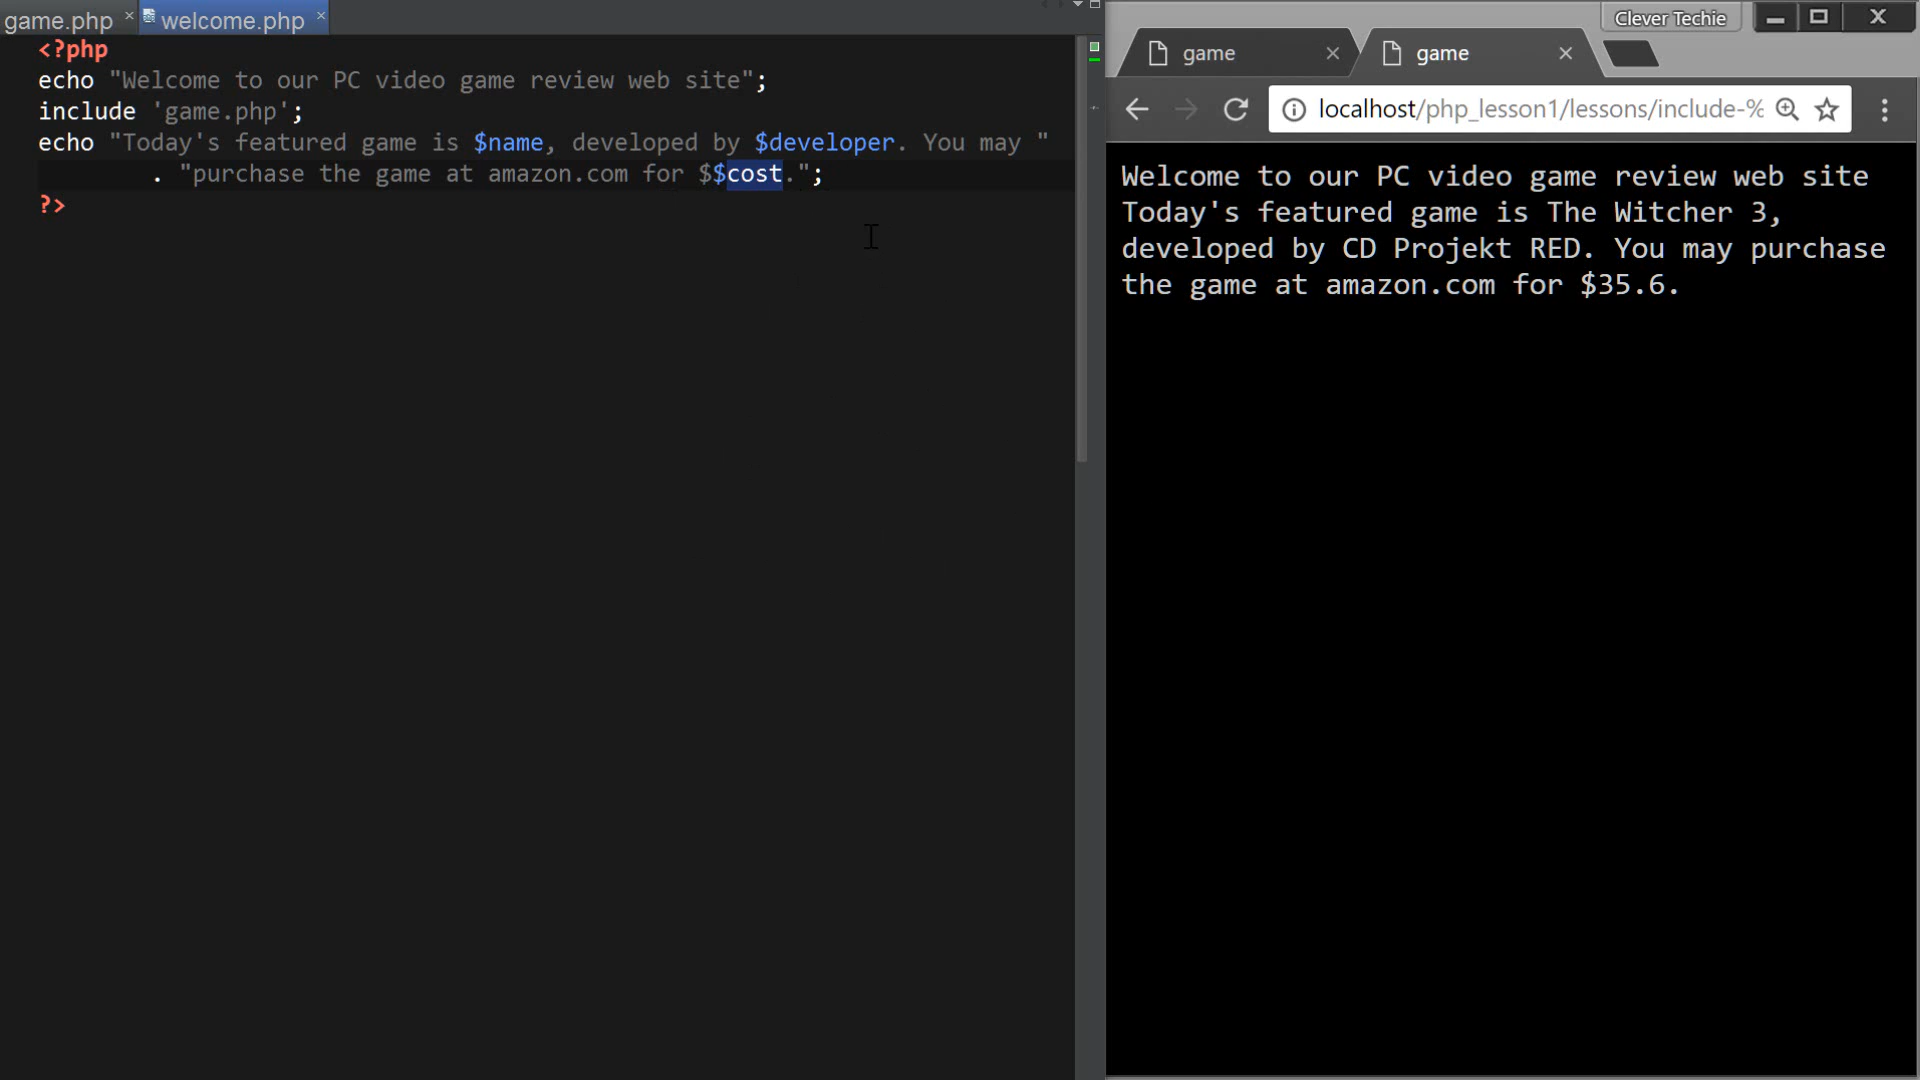 game.php
welcome.php
<?php
echo "Welcome to our PC video game review web site";
include 'game.php';
echo "Today's featured game is $name, developed by $developer. You may "
. "purchase the game at amazon.com for $$cost.";
?>
Clever Techie
game
game
localhost/php_lesson1/lessons/include-%
Welcome to our PC video game review web site
Today's featured game is The Witcher 3,
developed by CD Projekt RED. You may purchase
the game at amazon.com for $35.6.